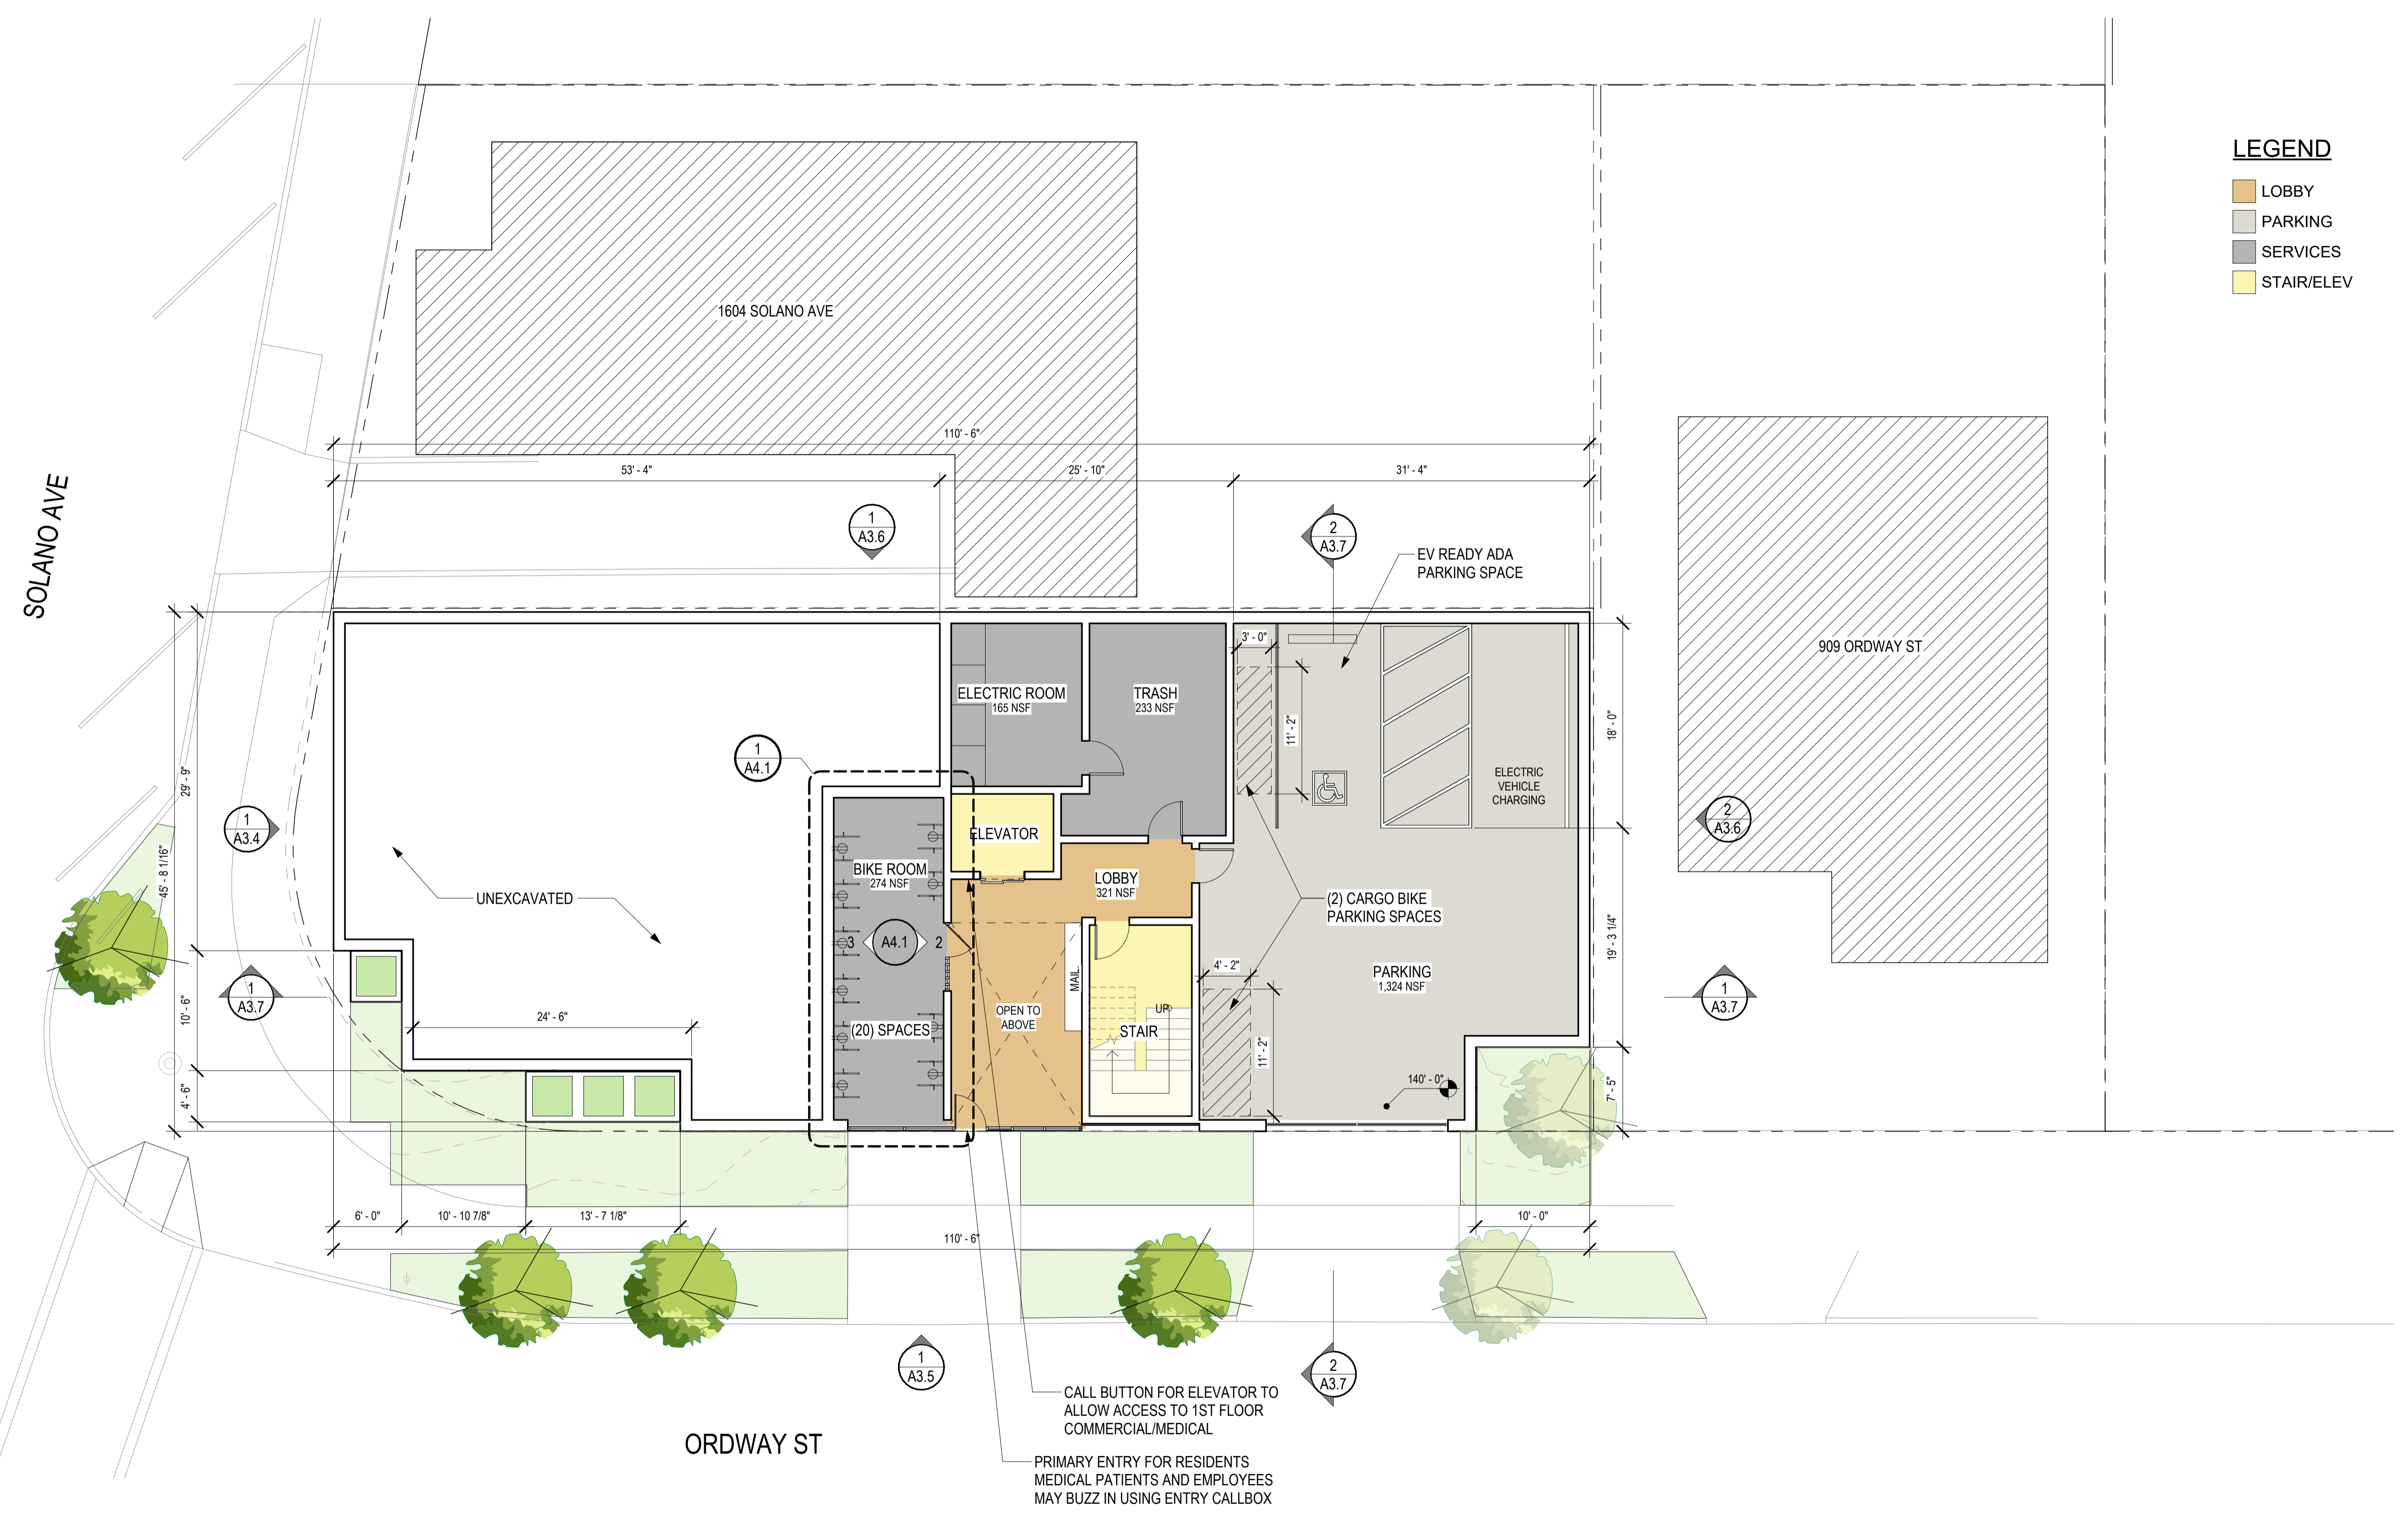 LEGEND
LOBBY
PARKING
SERVICES
STAIR/ELEV
1604 SOLANO AVE
SOLANO AVE
110' - 6"
53' - 4"
25' - 10"
31' - 4"
1
A3.6
2
A3.7
EV READY ADA
PARKING SPACE
909 ORDWAY ST
3' - 0"
ELECTRIC ROOM
165 NSF
TRASH
233 NSF
11' - 2"
18' - 0"
1
A4.1
29' - 9"
ELECTRIC
VEHICLE
CHARGING
1
A3.4
45' - 8 1/16"
ELEVATOR
2
A3.6
BIKE ROOM
274 NSF
LOBBY
321 NSF
UNEXCAVATED
(2) CARGO BIKE
PARKING SPACES
3
A4.1
2
19' - 3 1/4"
4' - 2"
MAIL.
PARKING
1,324 NSF
1
A3.7
1
A3.7
10' - 6"
24' - 6"
OPEN TO
ABOVE
UP
(20) SPACES
STAIR
11' - 2"
140' - 0"
4' - 6"
7' - 5"
6' - 0"
10' - 10 7/8"
13' - 7 1/8"
10' - 0"
110' - 6"
1
A3.5
2
A3.7
CALL BUTTON FOR ELEVATOR TO
ALLOW ACCESS TO 1ST FLOOR
COMMERCIAL/MEDICAL
ORDWAY ST
PRIMARY ENTRY FOR RESIDENTS
MEDICAL PATIENTS AND EMPLOYEES
MAY BUZZ IN USING ENTRY CALLBOX